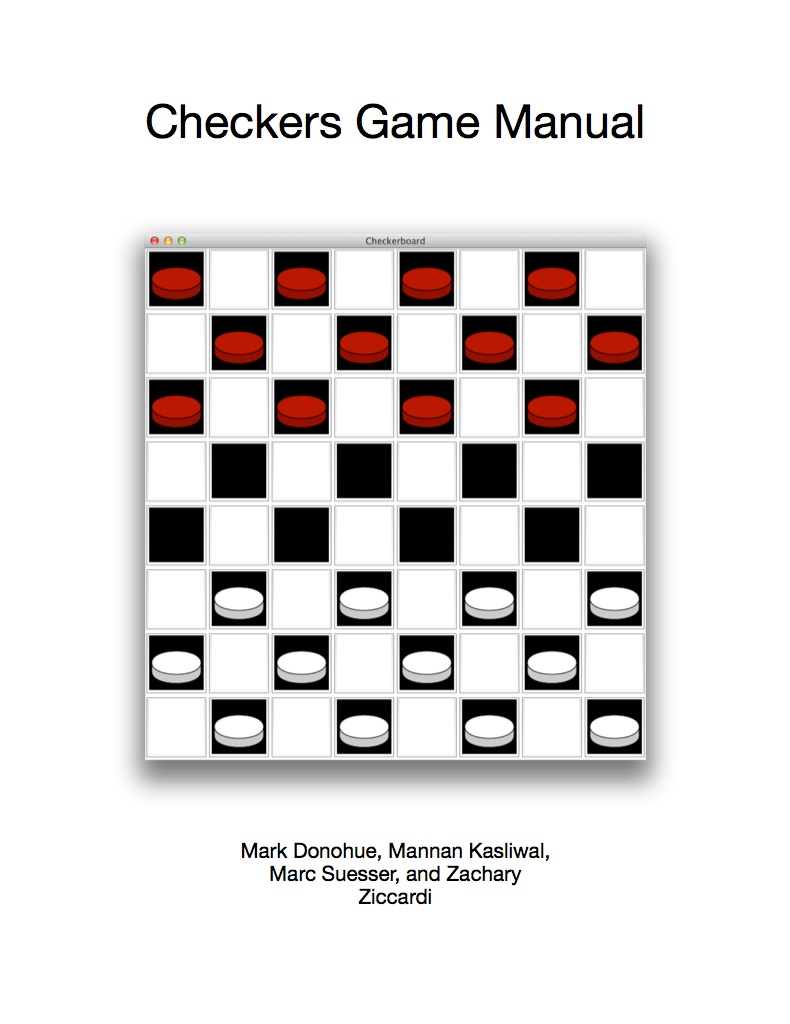 Checkers Game Manual
Checkerboard
Mark Donohue, Mannan Kasliwal,
Marc Suesser, and Zachary
Ziccardi